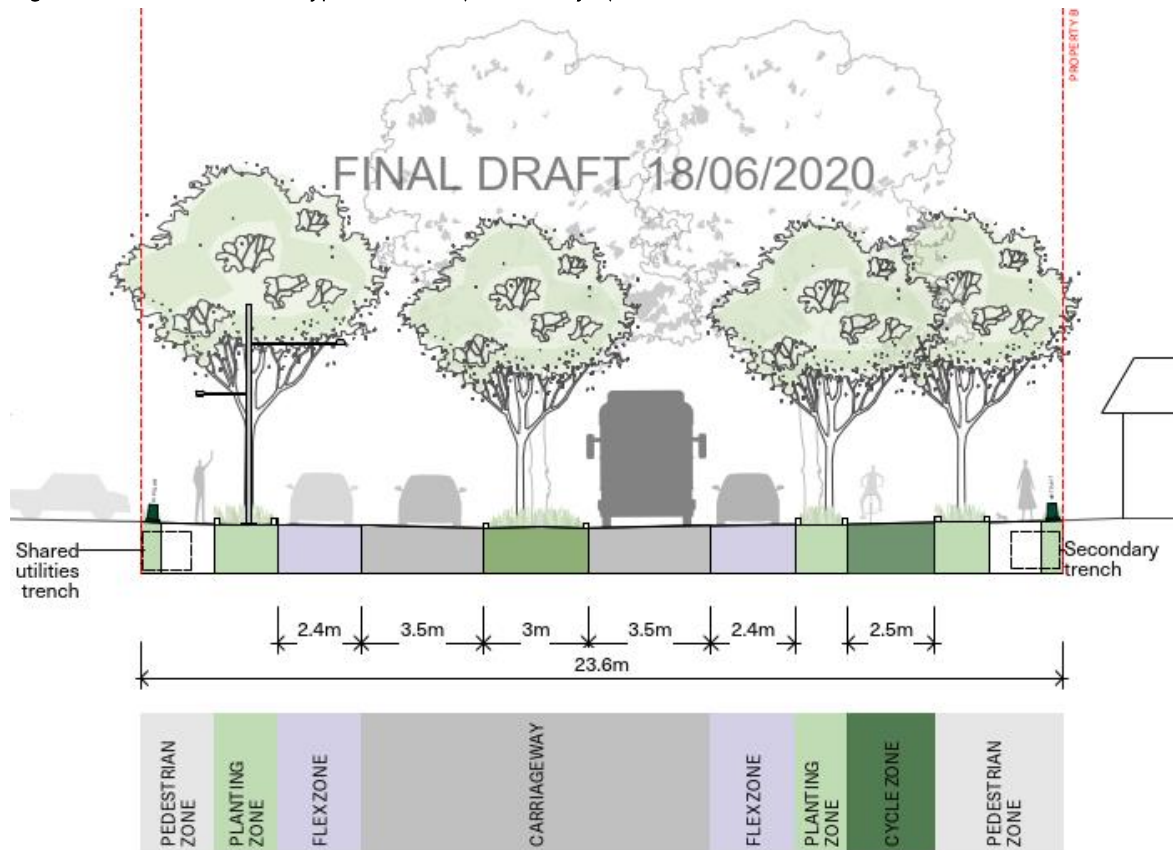 PROPERTY B
FINAL DRAFT 18/06/2020
Shared
utilities
trench
Secondary
trench
2.4m
3.5m
3m
3.5m
2.4m
2.5m
23.6m
PEDESTRIAN
ZONE
PLANTING
ZONE
FLEXZONE
CARRIAGEWAY
FLEXZONE
PLANTING
ZONE
CYCLE ZONE
PEDESTRIAN
ZONE